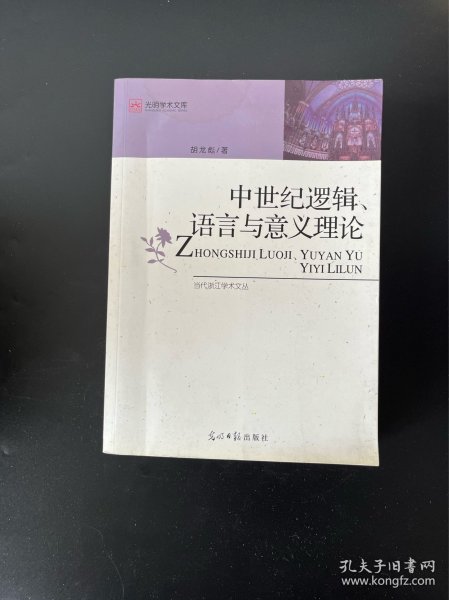 光明学术文库
胡龙彪/著
中世纪逻辑、
语言与意义理论
ZHONGSHIJI LUOJI、YUYAN YU
YIYI LILUN
当代浙江学术文丛
光明日报出版社
孔夫子旧书网
www.kongfz.com